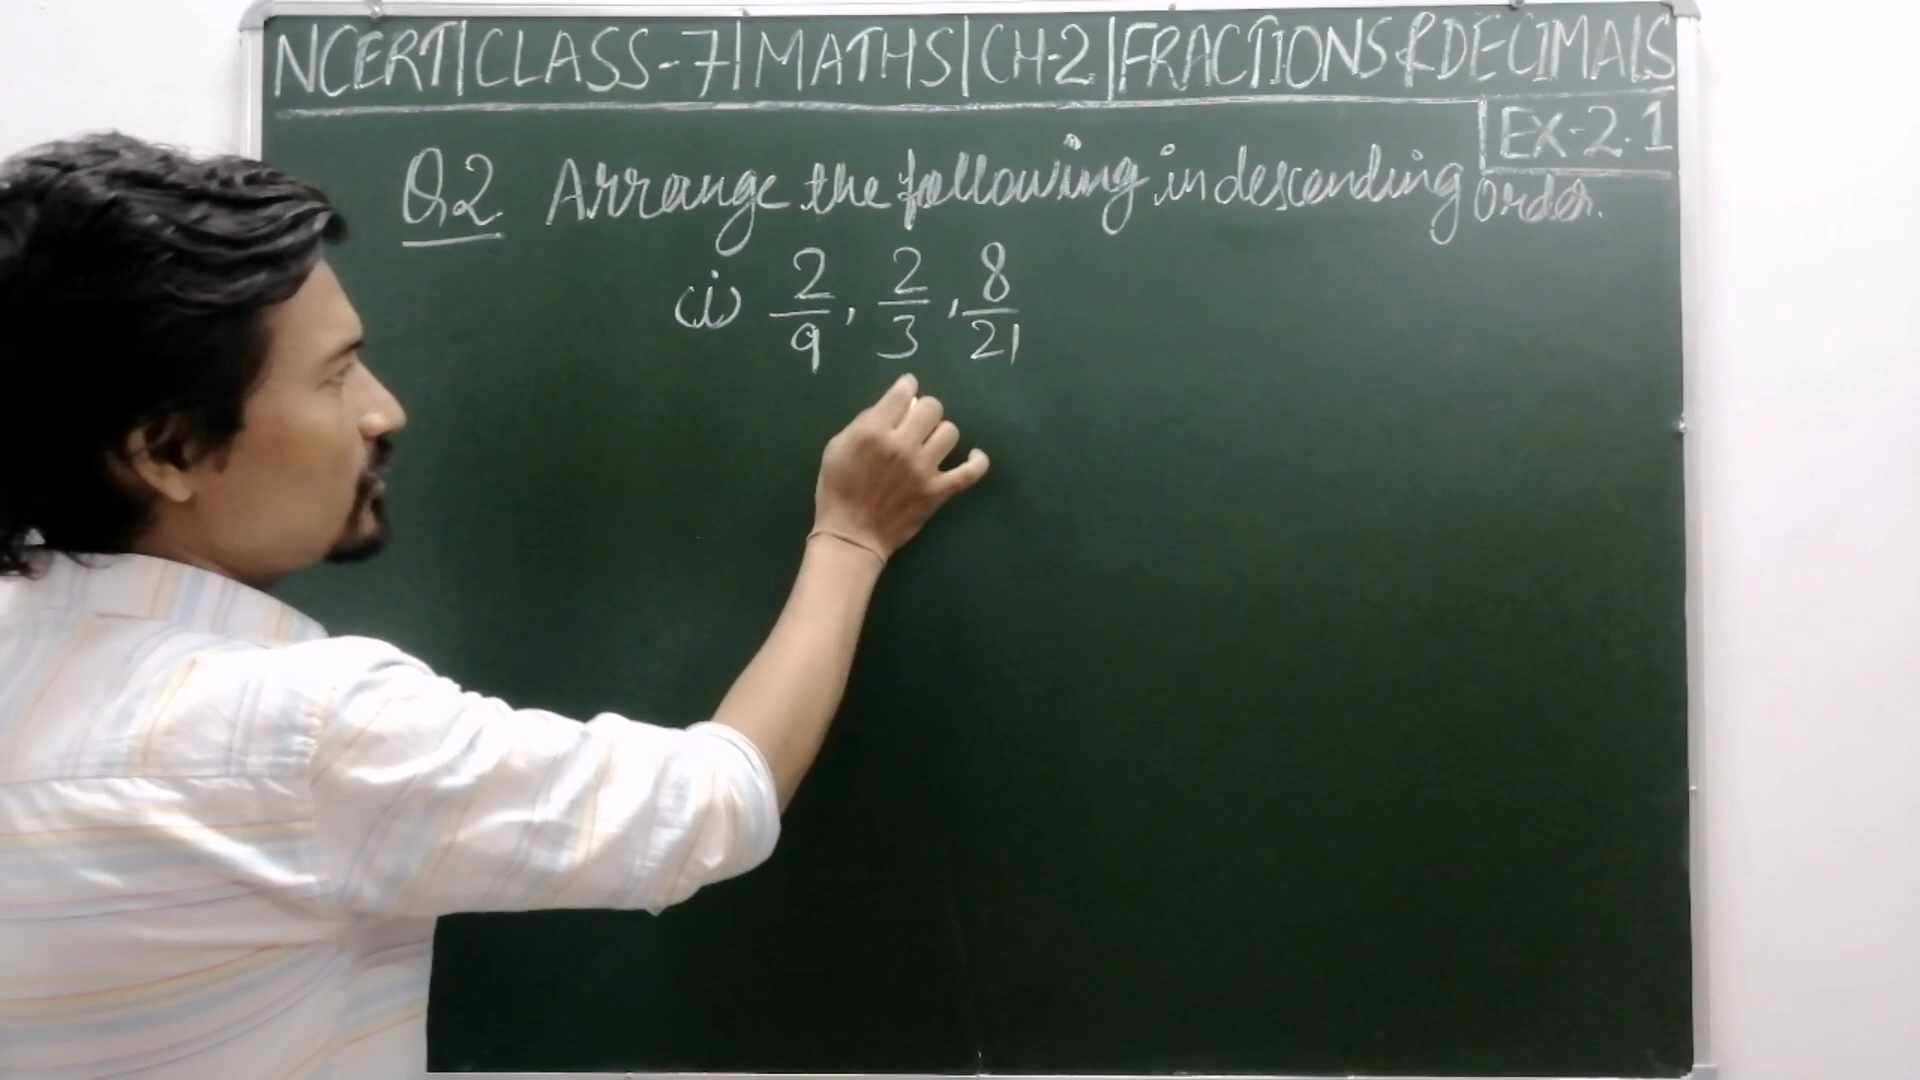 NCERT|CLASS-7|MATHS|CH-2|FRACTIONS & DECIMALS
EX-2.1
Q2. Arrange the following in descending order.
(i) 2/9, 2/3, 8/21